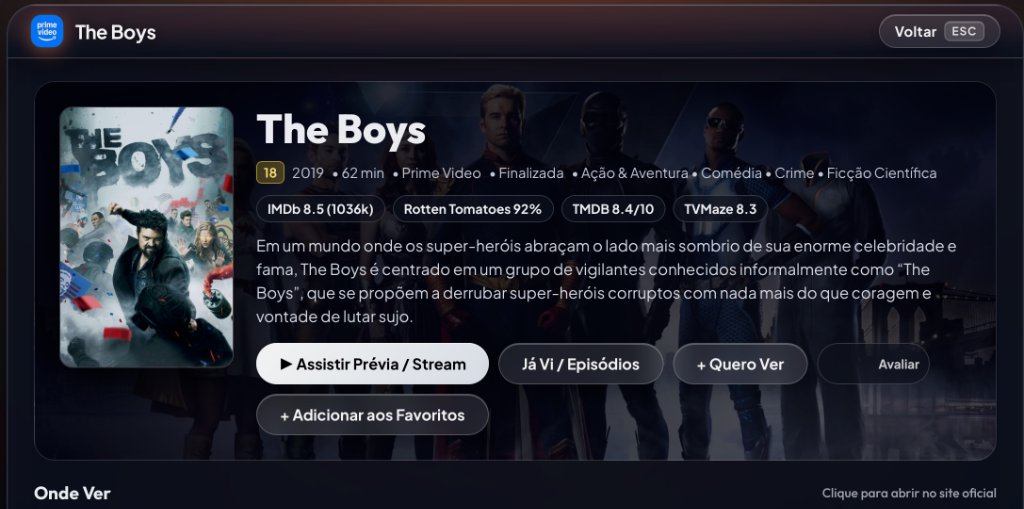 prime video
The Boys
Voltar ESC
THE BOYS
The Boys
18 2019 • 62 min • Prime Video • Finalizada • Ação & Aventura • Comédia • Crime • Ficção Científica
IMDb 8.5 (1036k) Rotten Tomatoes 92% TMDB 8.4/10 TVMaze 8.3
Em um mundo onde os super-heróis abraçam o lado mais sombrio de sua enorme celebridade e
fama, The Boys é centrado em um grupo de vigilantes conhecidos informalmente como “The
Boys”, que se propõem a derrubar super-heróis corruptos com nada mais do que coragem e
vontade de lutar sujo.
▶ Assistir Prévia / Stream Já Vi / Episódios + Quero Ver Avaliar
+ Adicionar aos Favoritos
Onde Ver Clique para abrir no site oficial